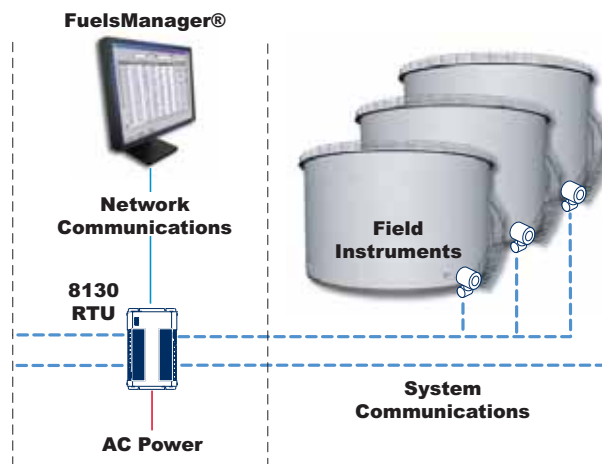 FuelsManager®
Network
Communications
Field
Instruments
8130
RTU
System
Communications
AC Power